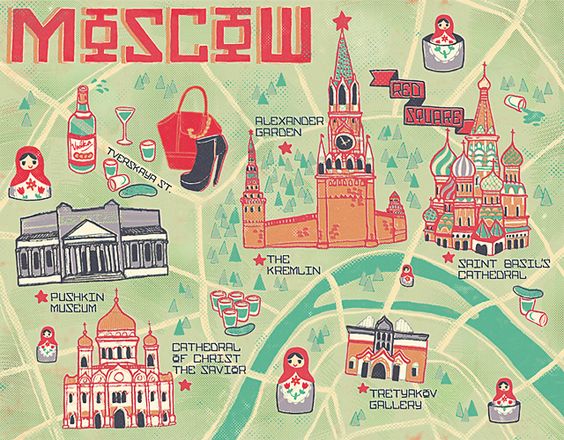 MOSCOW
RED
SQUARE
ALEXANDER
GARDEN
Vodka
TVERSKAYA ST.
THE
KREMLIN
SAINT BASIL'S
CATHEDRAL
PUSHKIN
MUSEUM
CATHEDRAL
OF CHRIST
THE SAVIOR
TRETYAKOV
GALLERY